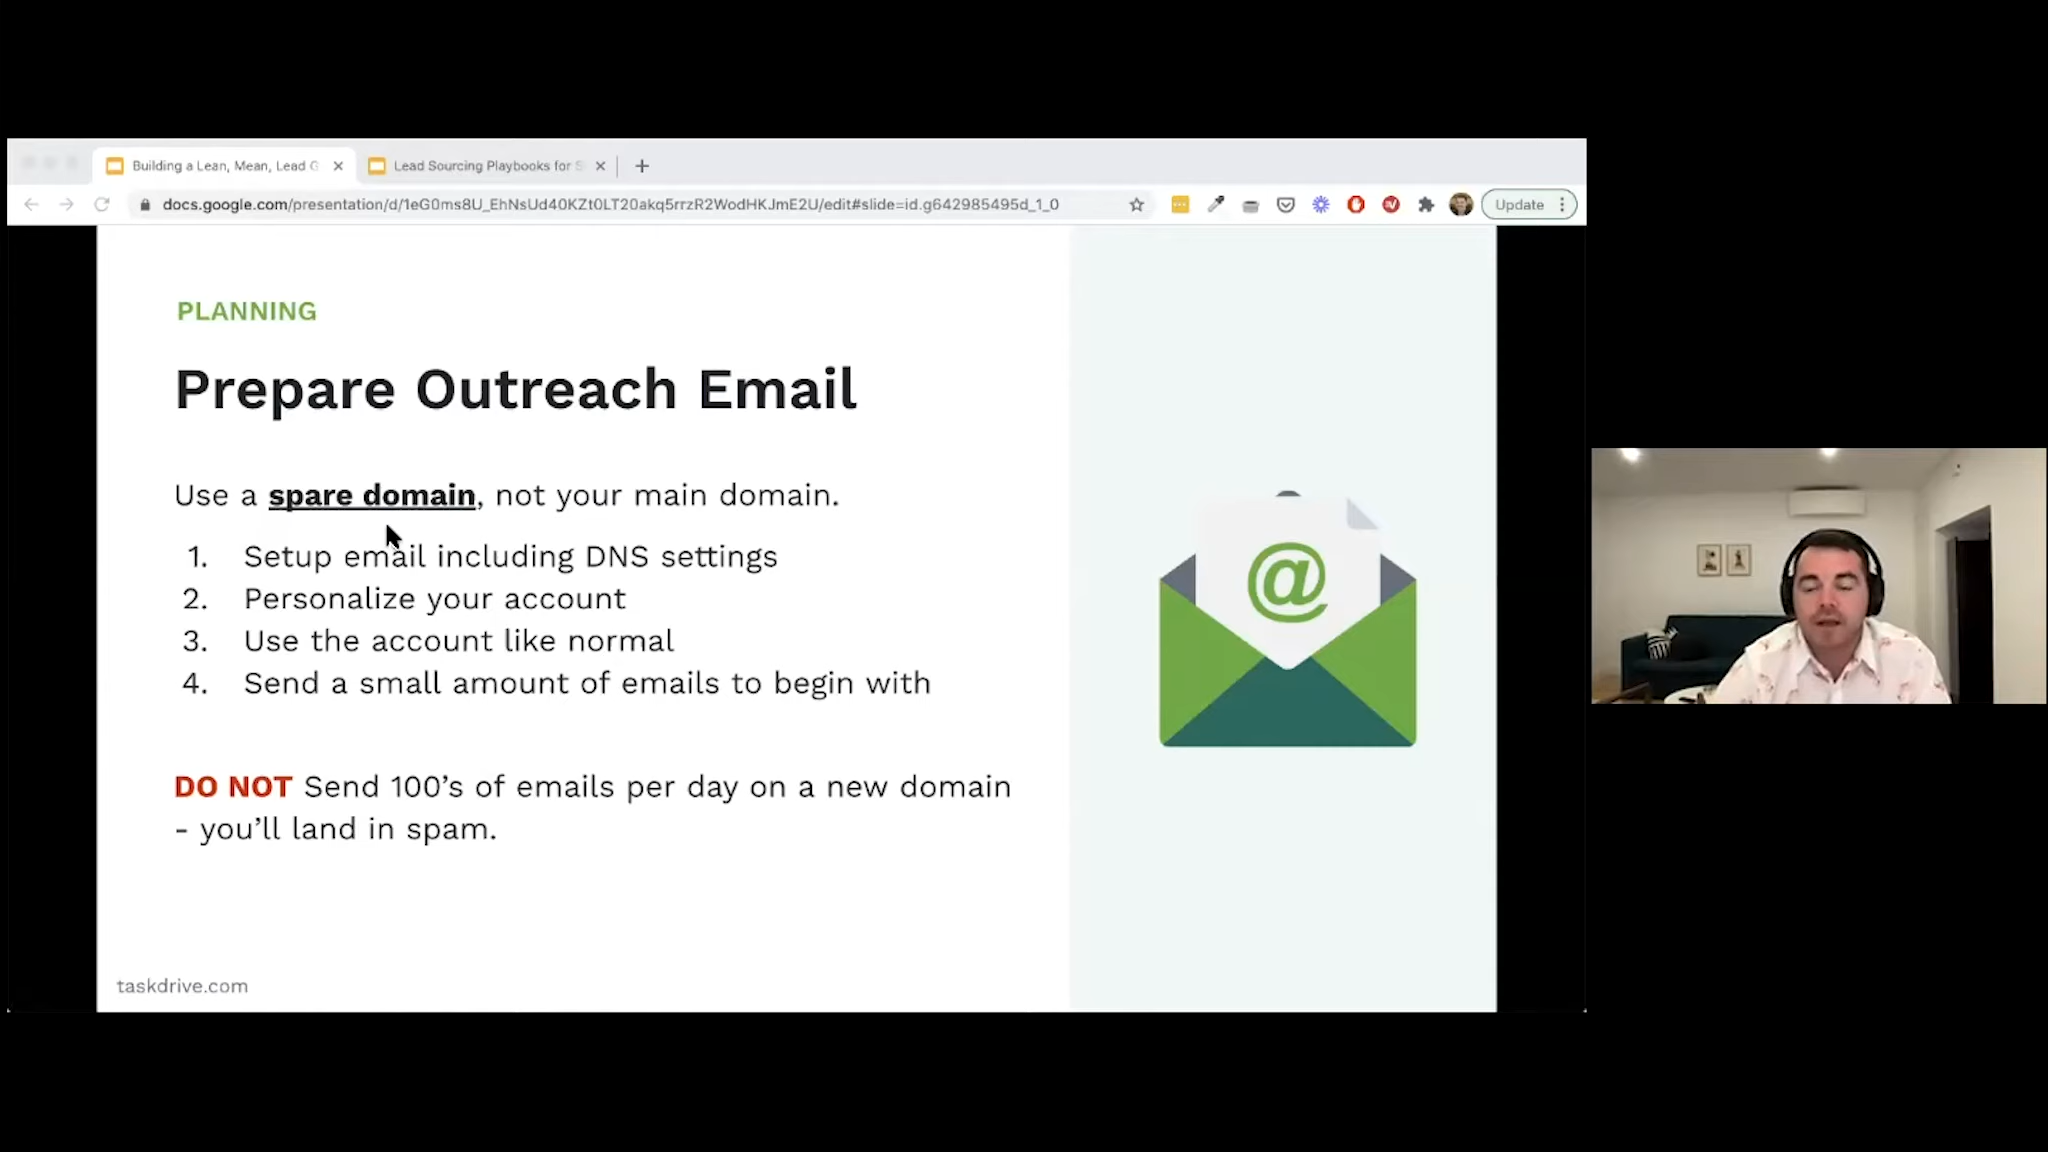 Building a Lean, Mean, Lead G
Lead Sourcing Playbooks for S
docs.google.com/presentation/d/1eG0ms8U_EhNsUd40KZt0LT20akq5rrzR2WodHKJmE2U/edit#slide=id.g642985495d_1_0
Update
PLANNING
Prepare Outreach Email
Use a spare domain, not your main domain.
1. Setup email including DNS settings
2. Personalize your account
3. Use the account like normal
4. Send a small amount of emails to begin with
DO NOT Send 100’s of emails per day on a new domain
- you’ll land in spam.
@
taskdrive.com